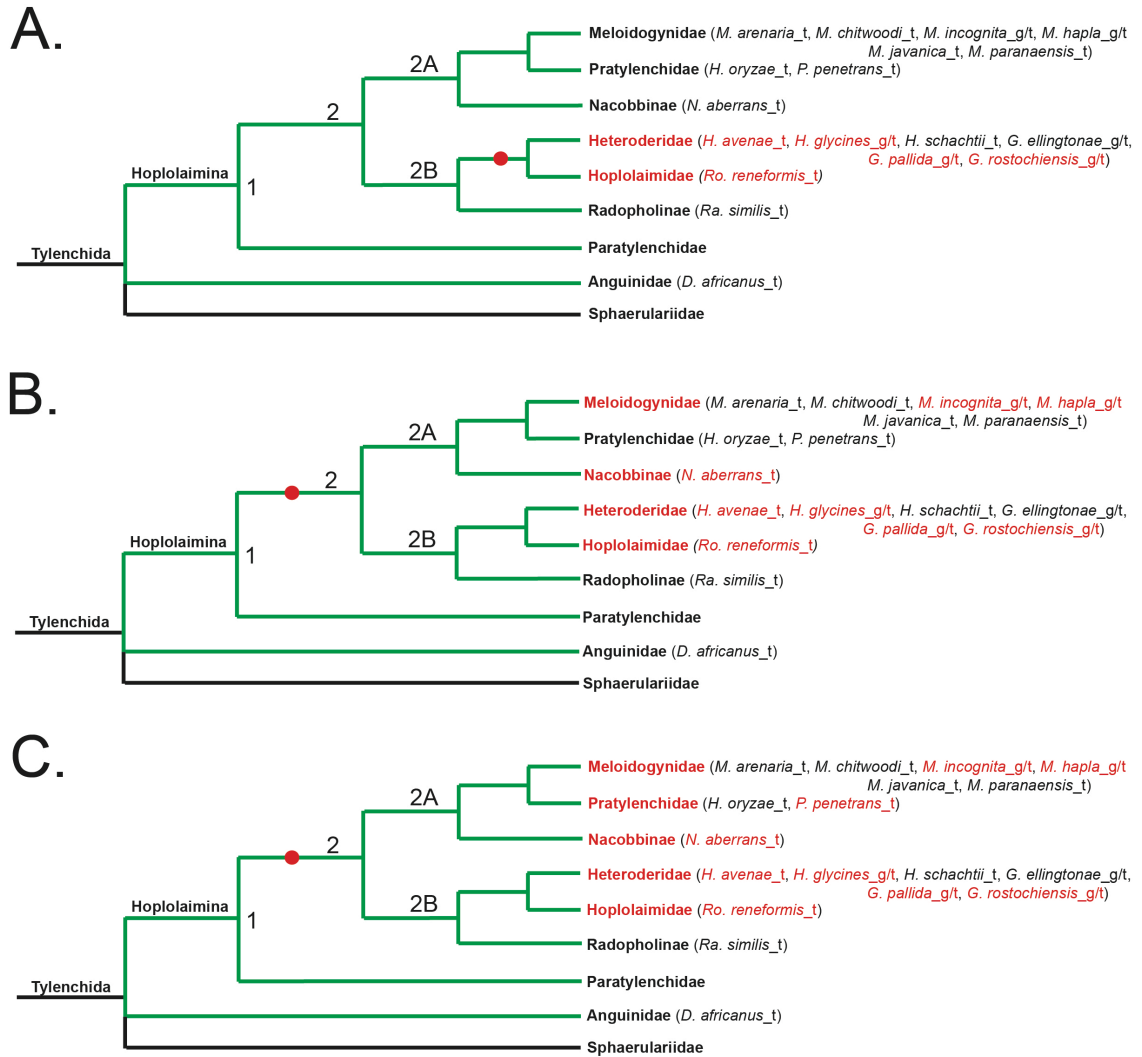 A.
Meloidogynidae (M. arenaria_t, M. chitwoodi_t, M. incognita_g/t, M. hapla_g/t
M. javanica_t, M. paranaensis_t)
2A
Pratylenchidae (H. oryzae_t, P. penetrans_t)
Nacobbinae (N. aberrans_t)
2
Heteroderidae (H. avenae_t, H. glycines_g/t, H. schachtii_t, G. ellingtonae_g/t,
G. pallida_g/t, G. rostochiensis_g/t)
2B
Hoplolaimidae (Ro. reneformis_t)
Hoplolaimina
1
Radopholinae (Ra. similis_t)
Paratylenchidae
Tylenchida
Anguinidae (D. africanus_t)
Sphaerulariidae
B.
Meloidogynidae (M. arenaria_t, M. chitwoodi_t, M. incognita_g/t, M. hapla_g/t
M. javanica_t, M. paranaensis_t)
2A
Pratylenchidae (H. oryzae_t, P. penetrans_t)
Nacobbinae (N. aberrans_t)
2
Heteroderidae (H. avenae_t, H. glycines_g/t, H. schachtii_t, G. ellingtonae_g/t,
G. pallida_g/t, G. rostochiensis_g/t)
2B
Hoplolaimidae (Ro. reneformis_t)
Hoplolaimina
1
Radopholinae (Ra. similis_t)
Paratylenchidae
Tylenchida
Anguinidae (D. africanus_t)
Sphaerulariidae
C.
Meloidogynidae (M. arenaria_t, M. chitwoodi_t, M. incognita_g/t, M. hapla_g/t
M. javanica_t, M. paranaensis_t)
2A
Pratylenchidae (H. oryzae_t, P. penetrans_t)
Nacobbinae (N. aberrans_t)
2
Heteroderidae (H. avenae_t, H. glycines_g/t, H. schachtii_t, G. ellingtonae_g/t,
G. pallida_g/t, G. rostochiensis_g/t)
2B
Hoplolaimidae (Ro. reneformis_t)
Hoplolaimina
1
Radopholinae (Ra. similis_t)
Paratylenchidae
Tylenchida
Anguinidae (D. africanus_t)
Sphaerulariidae